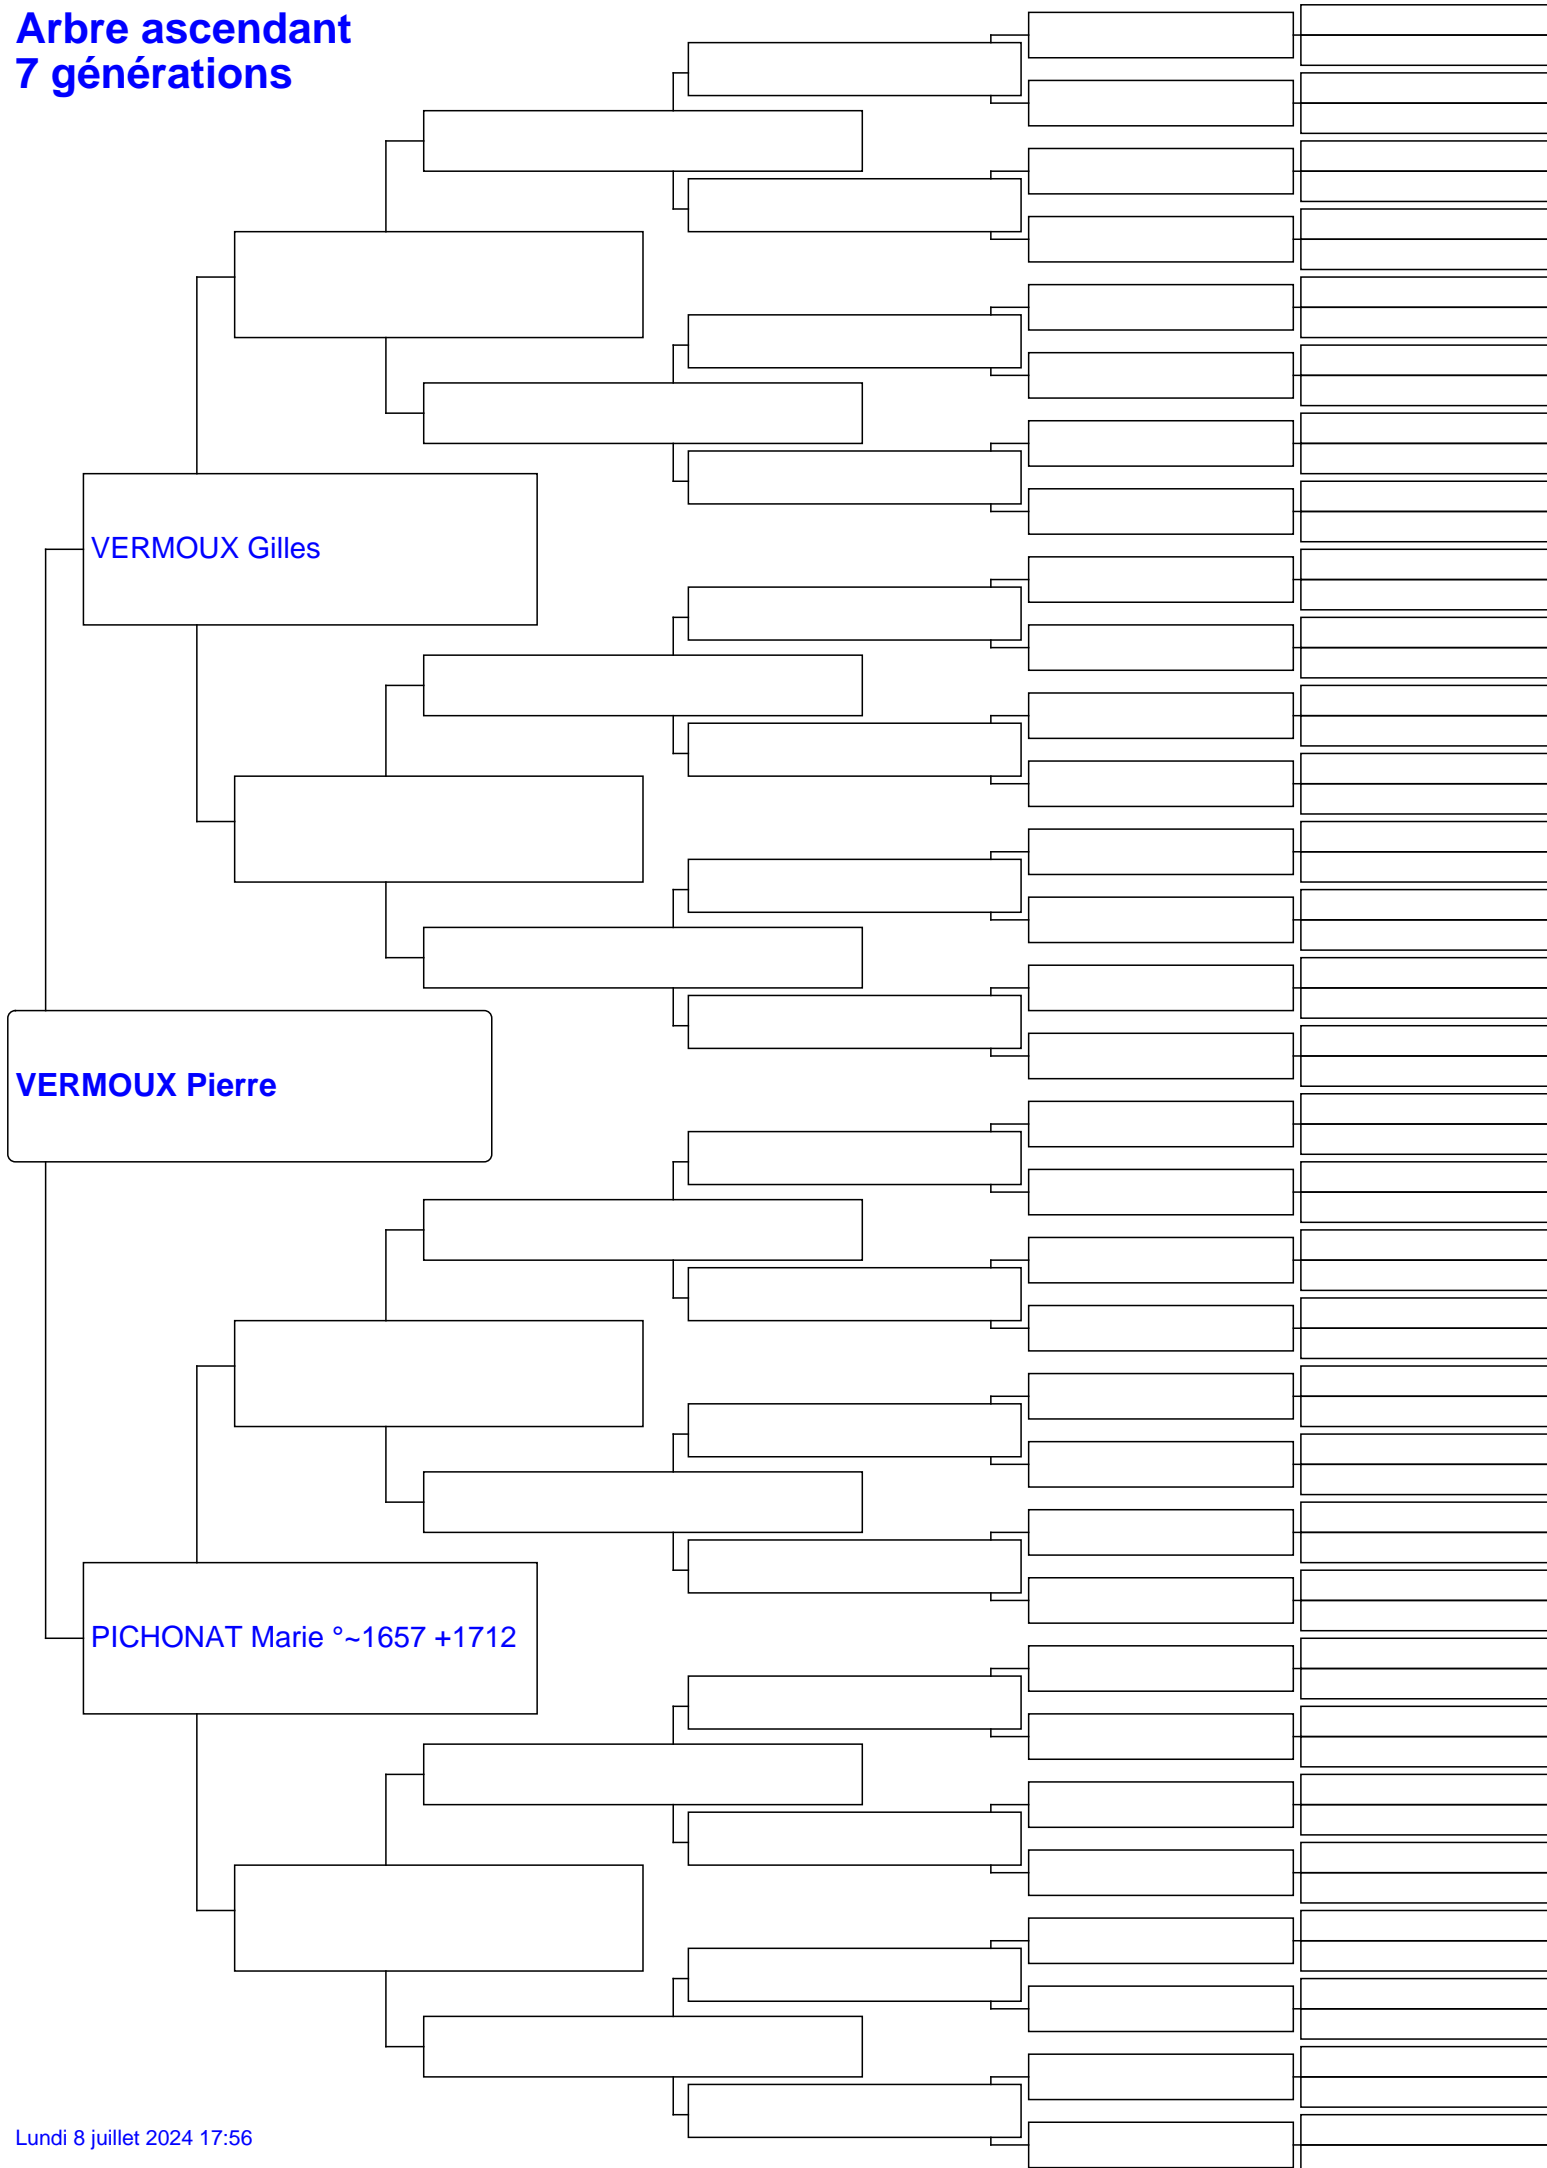 Arbre ascendant
7 générations
VERMOUX Gilles
VERMOUX Pierre
PICHONAT Marie °~1657 +1712
Lundi 8 juillet 2024 17:56